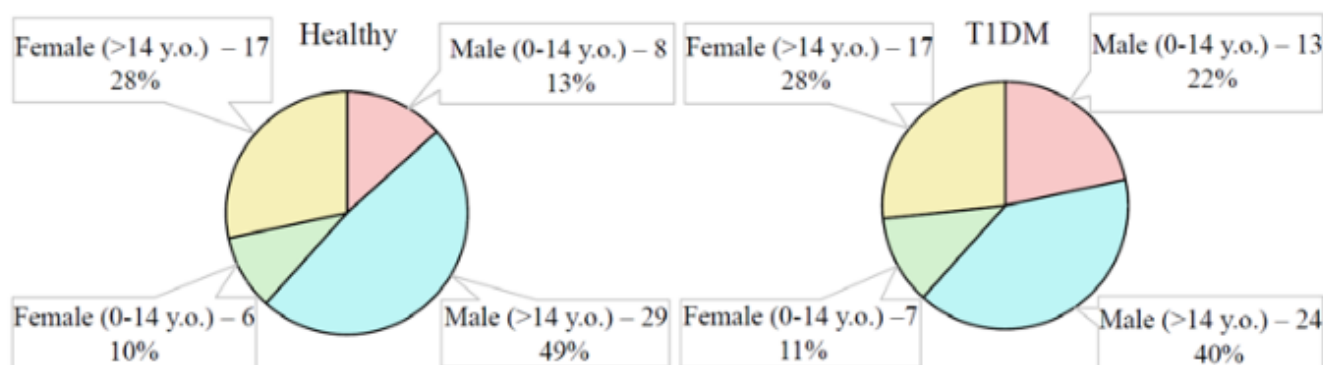 Healthy
Female (>14 y.o.) – 17
28%
Male (0-14 y.o.) – 8
13%
Female (0-14 y.o.) – 6
10%
Male (>14 y.o.) – 29
49%
T1DM
Female (>14 y.o.) – 17
28%
Male (0-14 y.o.) – 13
22%
Female (0-14 y.o.) –7
11%
Male (>14 y.o.) – 24
40%